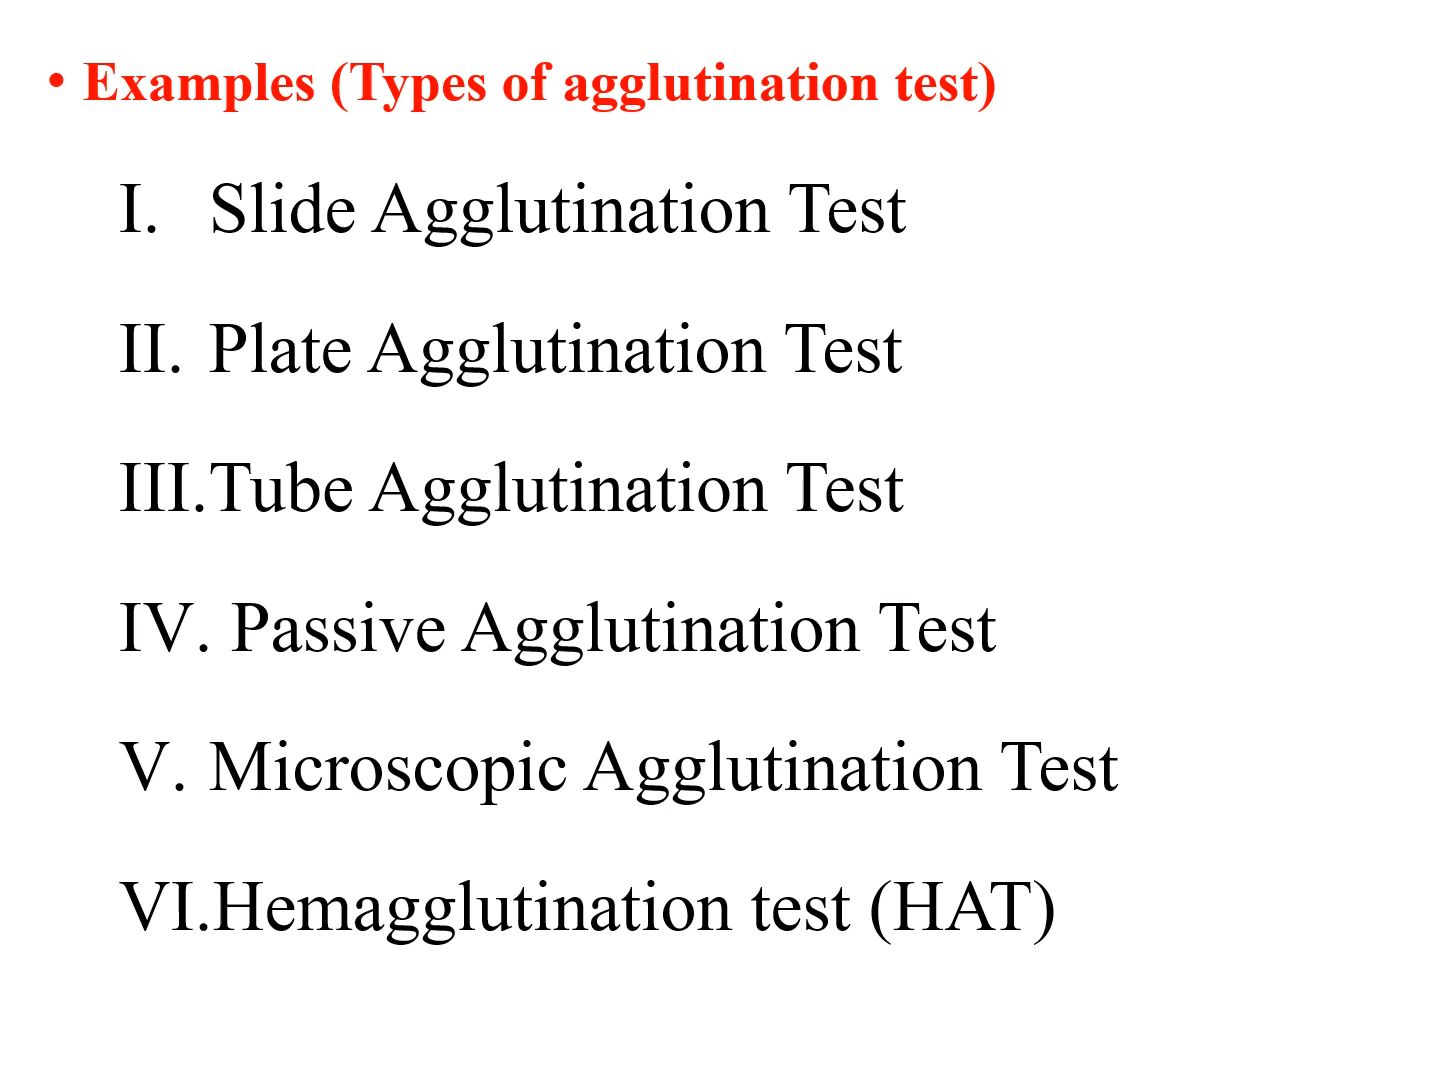 • Examples (Types of agglutination test)
I. Slide Agglutination Test
II. Plate Agglutination Test
III.Tube Agglutination Test
IV. Passive Agglutination Test
V. Microscopic Agglutination Test
VI.Hemagglutination test (HAT)